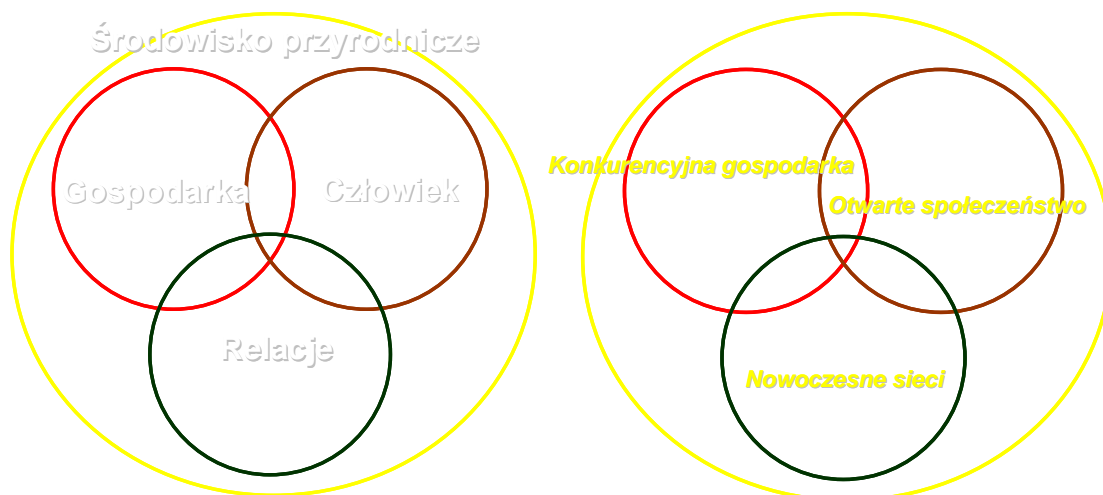 Środowisko przyrodnicze
Gospodarka
Człowiek
Relacje
Konkurencyjna gospodarka
Otwarte społeczeństwo
Nowoczesne sieci